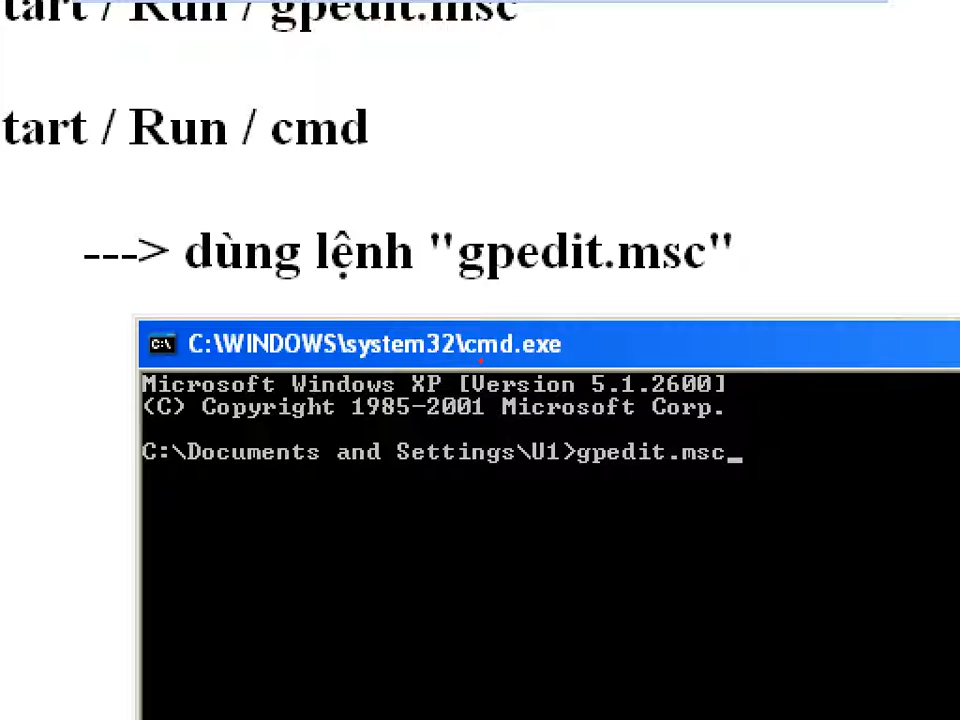 tart / Run / gpedit.msc
tart / Run / cmd
---> dùng lệnh "gpedit.msc"
C:\WINDOWS\system32\cmd.exe
Microsoft Windows XP [Version 5.1.2600]
(C) Copyright 1985-2001 Microsoft Corp.
C:\Documents and Settings\U1>gpedit.msc_